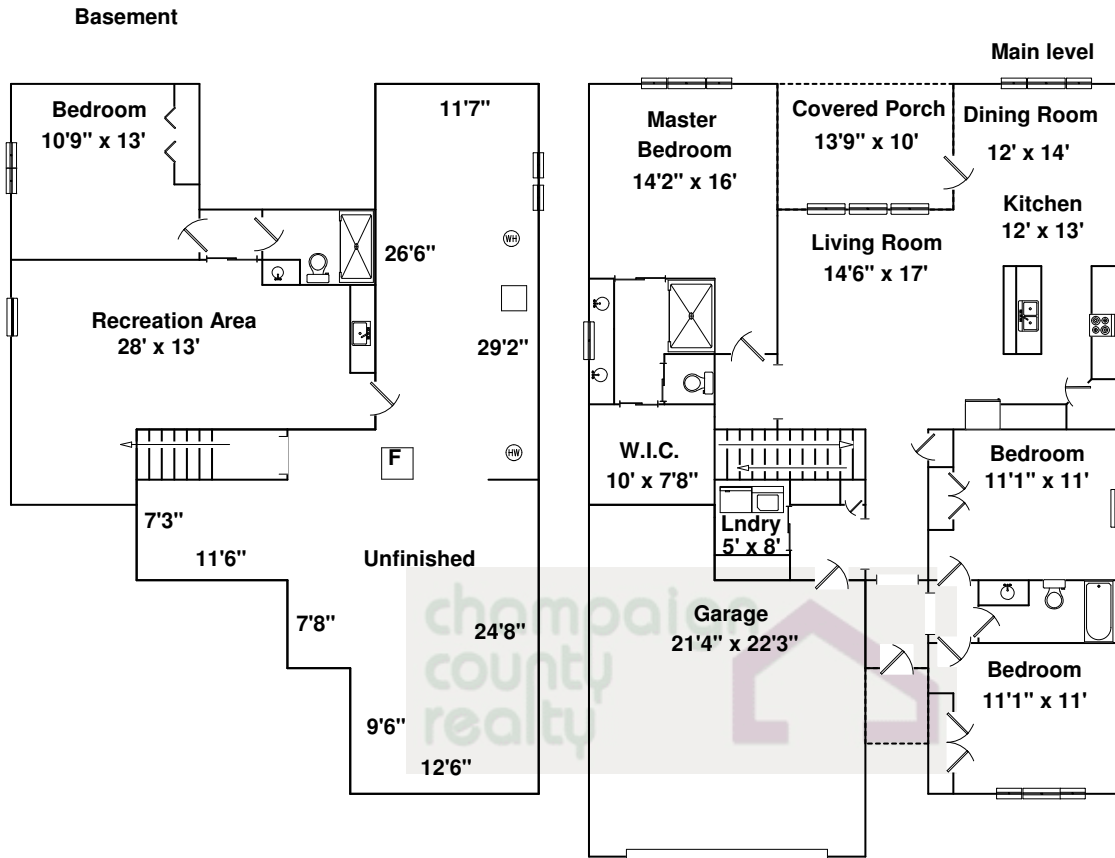 Basement
Bedroom
10'9" x 13'
11'7"
WH
26'6"
Recreation Area
28' x 13'
29'2"
F
HW
7'3"
11'6"
Unfinished
7'8"
24'8"
9'6"
12'6"
Main level
Master
Bedroom
14'2" x 16'
Covered Porch
13'9" x 10'
Dining Room
12' x 14'
Kitchen
12' x 13'
Living Room
14'6" x 17'
W.I.C.
10' x 7'8"
Lndry
5' x 8'
Bedroom
11'1" x 11'
Garage
21'4" x 22'3"
Bedroom
11'1" x 11'
champaign
county
realty